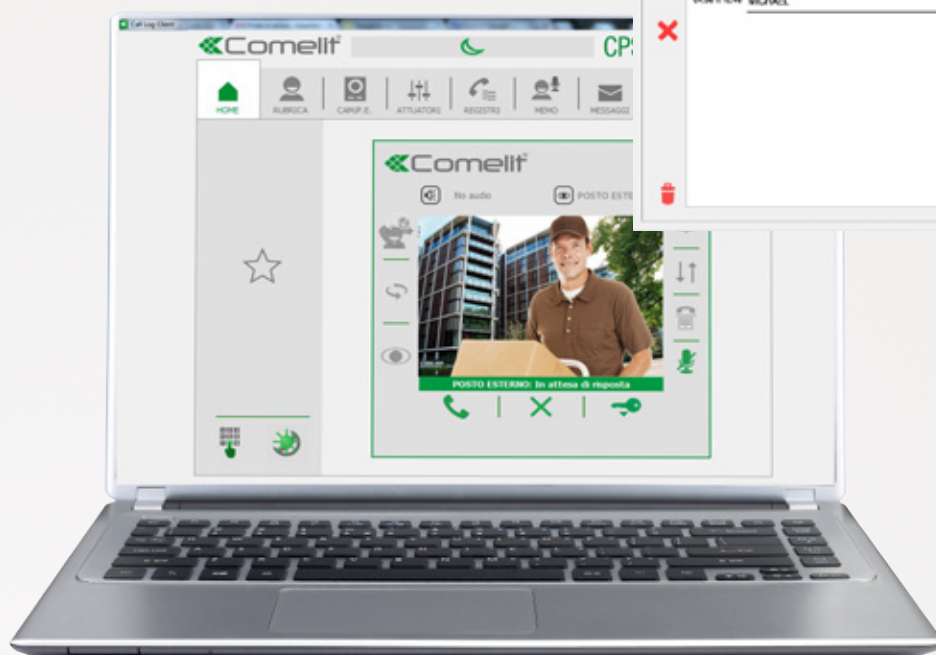 Call Log Client
Comelit
CPS
HOME
RUBRICA
CAM/P.E.
ATTUATORI
REGISTRI
MEMO
MESSAGGI
MICHAEL
Comelit
No audio
POSTO ESTE
POSTO ESTERNO: In attesa di risposta